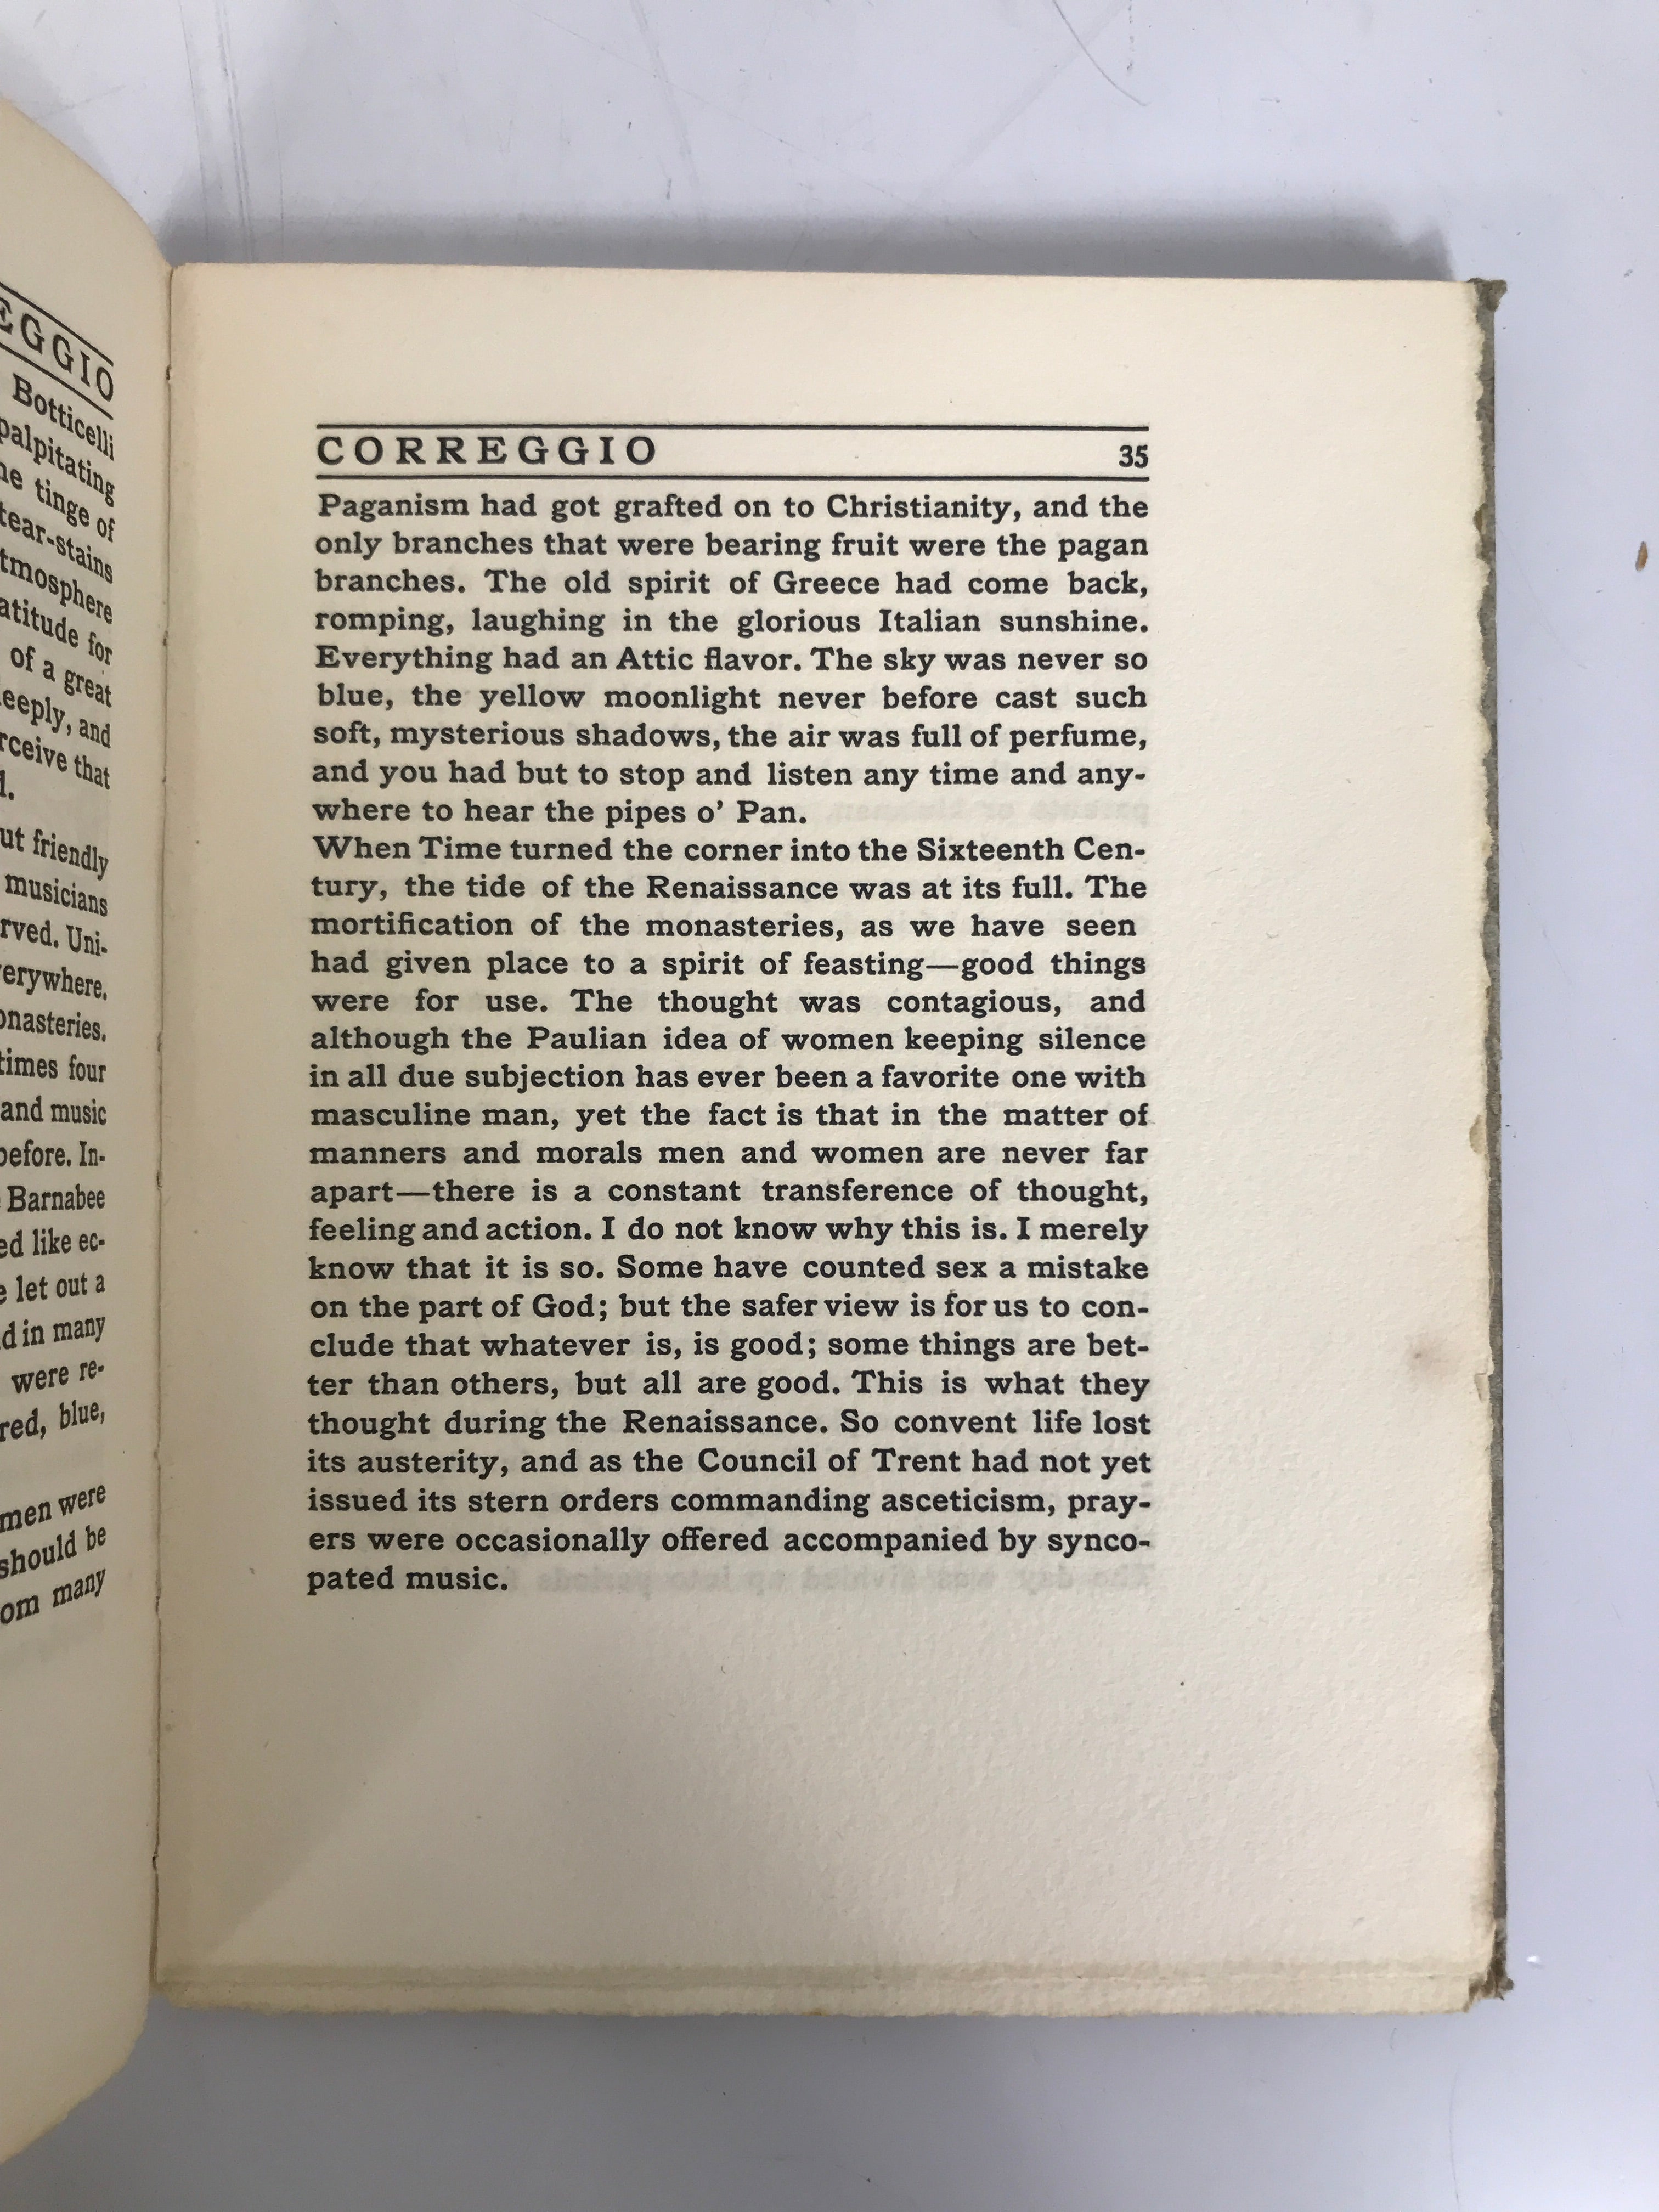 EGGIO
Botticelli
palpitating
tinge of
tear-stains
for
of a great
and
that
friendly
musicians
Uni-
times four
and music
before. In-
Barnabee
like ec-
let out a
in many
were re-
red, blue,
men were
should be
many
CORREGGIO 35
Paganism had got grafted on to Christianity, and the
only branches that were bearing fruit were the pagan
branches. The old spirit of Greece had come back,
romping, laughing in the glorious Italian sunshine.
Everything had an Attic flavor. The sky was never so
blue, the yellow moonlight never before cast such
soft, mysterious shadows, the air was full of perfume,
and you had but to stop and listen any time and any-
where to hear the pipes o' Pan.
When Time turned the corner into the Sixteenth Cen-
tury, the tide of the Renaissance was at its full. The
mortification of the monasteries, as we have seen
had given place to a spirit of feasting—good things
were for use. The thought was contagious, and
although the Paulian idea of women keeping silence
in all due subjection has ever been a favorite one with
masculine man, yet the fact is that in the matter of
manners and morals men and women are never far
apart—there is a constant transference of thought,
feeling and action. I do not know why this is. I merely
know that it is so. Some have counted sex a mistake
on the part of God; but the safer view is for us to con-
clude that whatever is, is good; some things are bet-
ter than others, but all are good. This is what they
thought during the Renaissance. So convent life lost
its austerity, and as the Council of Trent had not yet
issued its stern orders commanding asceticism, pray-
ers were occasionally offered accompanied by synco-
pated music.